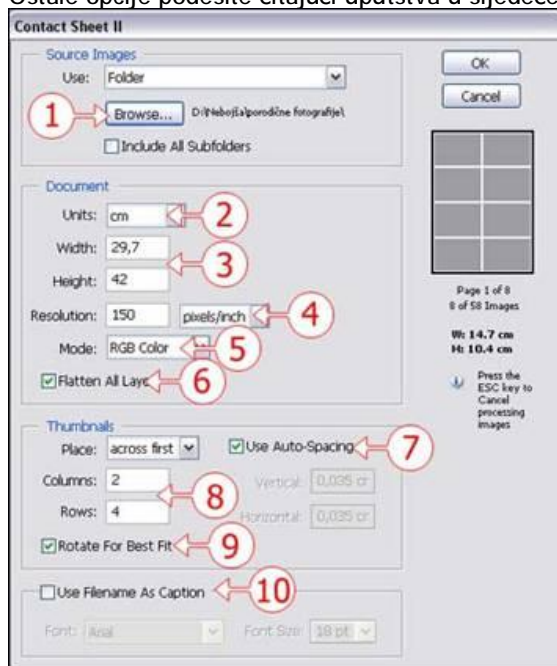 Ostale opcije podesite čitajući uputstva u sljedeće
Contact Sheet II
Source Images
Use: Folder
OK
Cancel
1
Browse... D:\Nebojša\porodične fotografije\
Include All Subfolders
Document
Units: cm
2
Width: 29,7
3
Height: 42
Page 1 of 8
8 of 58 Images
Resolution: 150 pixels/inch
4
Mode: RGB Color
5
W: 14.7 cm
H: 10.4 cm
Flatten All Laye
6
Press the
ESC key to
Cancel
processing
images
Thumbnails
Place: across first Use Auto-Spacing
7
Columns: 2 Vertical: 0,035 cr
8
Rows: 4 Horizontal: 0,035 cr
Rotate For Best Fit
9
Use Filename As Caption
10
Font: Arial Font Size: 18 pt